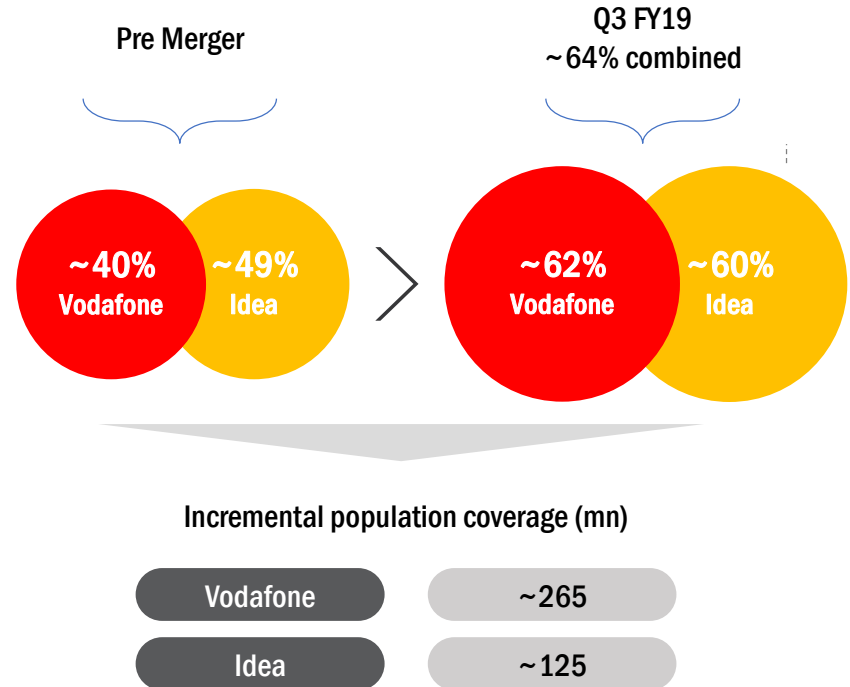 Pre Merger
Q3 FY19
~64% combined
~40%
Vodafone
~49%
Idea
~62%
Vodafone
~60%
Idea
Incremental population coverage (mn)
Vodafone
~265
Idea
~125